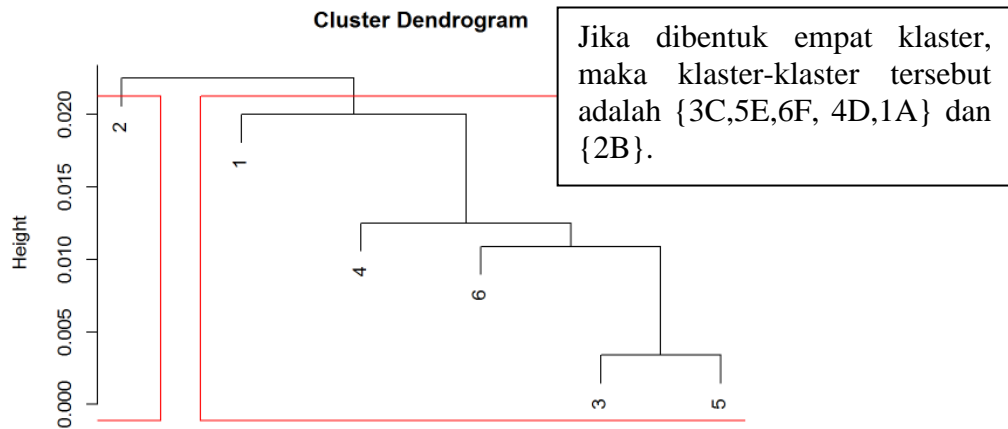 Cluster Dendrogram
Jika dibentuk empat klaster,
maka klaster-klaster tersebut
adalah {3C,5E,6F, 4D,1A} dan
{2B}.
Height
0.020
0.015
0.010
0.005
0.000
2
1
4
6
3
5